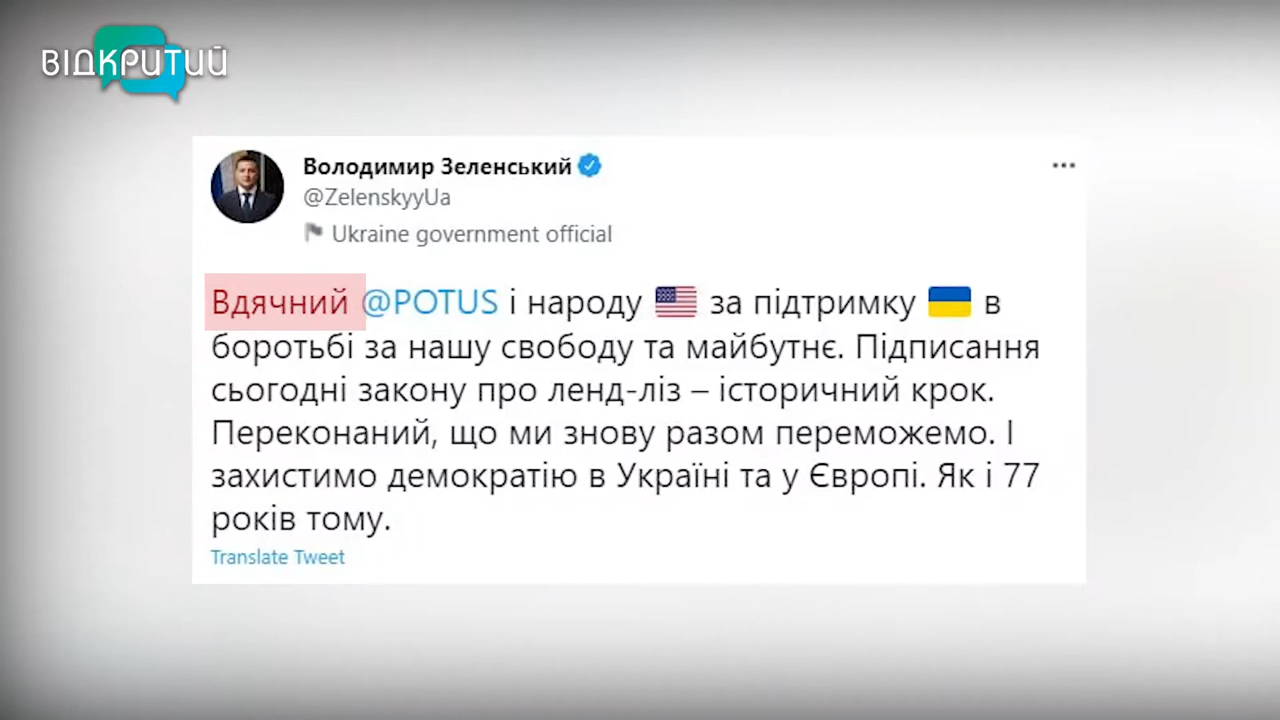 ВІДКРИТИЙ
Володимир Зеленський
@ZelenskyyUa
Ukraine government official
Вдячний @POTUS і народу 🇺🇸 за підтримку 🇺🇦 в
боротьбі за нашу свободу та майбутнє. Підписання
сьогодні закону про ленд-ліз – історичний крок.
Переконаний, що ми знову разом переможемо. І
захистимо демократію в Україні та у Європі. Як і 77
років тому.
Translate Tweet